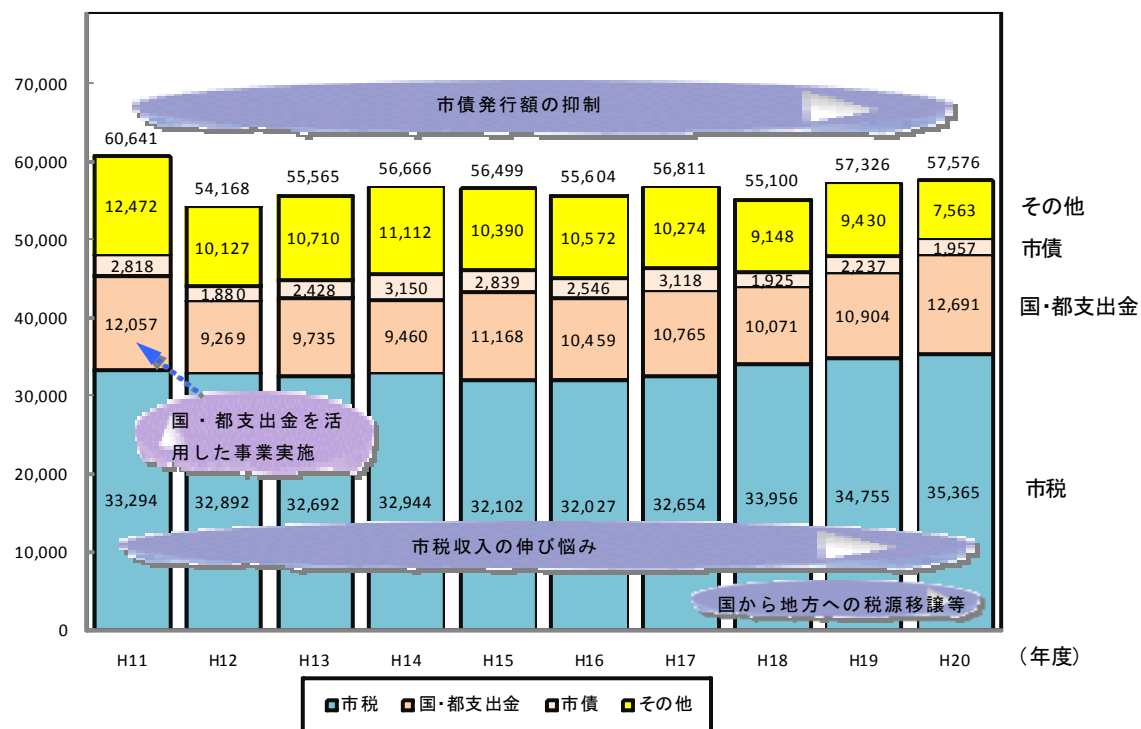 70,000
60,000
50,000
40,000
30,000
20,000
10,000
0
市債発行額の抑制
60,641
54,168
55,565
56,666
56,499
55,604
56,811
55,100
57,326
57,576
12,472
10,127
10,710
11,112
10,390
10,572
10,274
9,148
9,430
7,563
その他
2,818
1,880
2,428
3,150
2,839
2,546
3,118
1,925
2,237
1,957
市債
12,057
9,269
9,735
9,460
11,168
10,459
10,765
10,071
10,904
12,691
国・都支出金
国・都支出金を活
用した事業実施
33,294
32,892
32,692
32,944
32,102
32,027
32,654
33,956
34,755
35,365
市税
市税収入の伸び悩み
国から地方への税源移譲等
H11
H12
H13
H14
H15
H16
H17
H18
H19
H20
(年度)
市税
国・都支出金
市債
その他